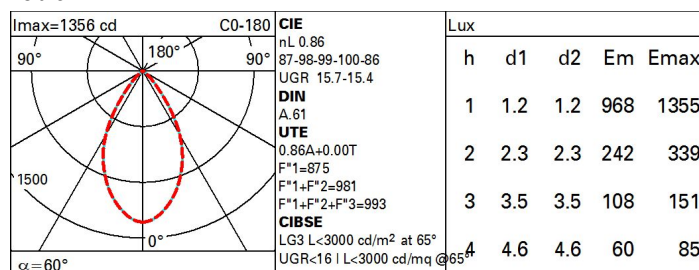 Imax=1356 cd C0-180
90° 180° 90°
1500
0°
α=60°
CIE
nL 0.86
87-98-99-100-86
UGR 15.7-15.4
DIN
A.61
UTE
0.86A+0.00T
F"1=875
F"1+F"2=981
F"1+F"2+F"3=993
CIBSE
LG3 L<3000 cd/m² at 65°
UGR<16 | L<3000 cd/mq @65°
Lux
h d1 d2 Em Emax
1 1.2 1.2 968 1355
2 2.3 2.3 242 339
3 3.5 3.5 108 151
4 4.6 4.6 60 85